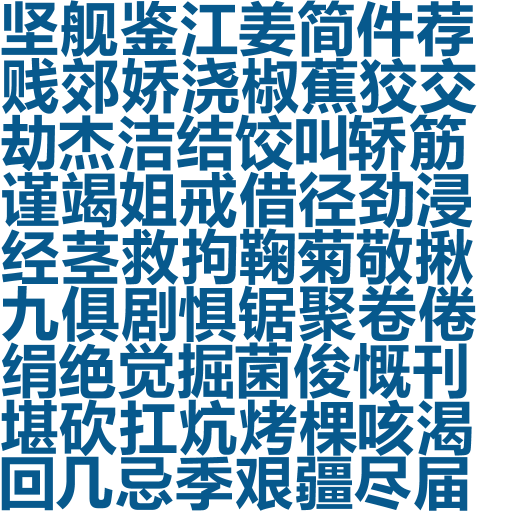 坚舰鉴江姜简件荐
贱郊娇浇椒蕉狡交
劫杰洁结饺叫轿筋
谨竭姐戒借径劲浸
经茎救拘鞠菊敬揪
九俱剧惧锯聚卷倦
绢绝觉掘菌俊慨刊
堪砍扛炕烤棵咳渴
回几忌季艰疆尽届